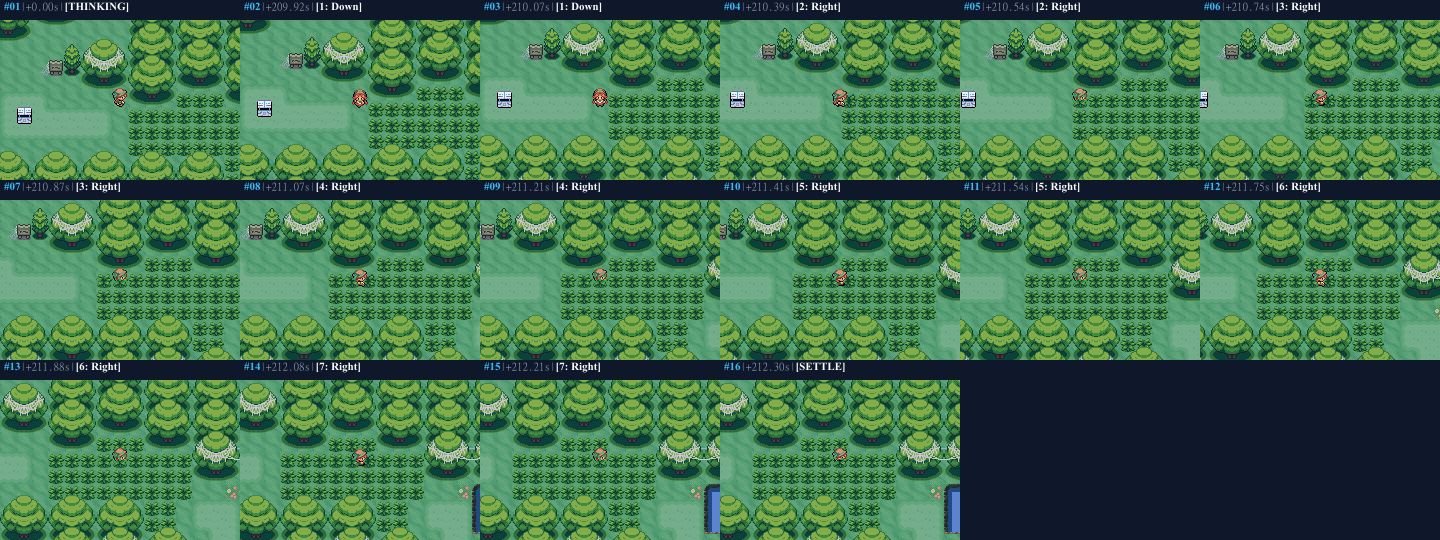 #01 | +0.00s | [THINKING]
#02 | +209.92s | [1: Down]
#03 | +210.07s | [1: Down]
#04 | +210.39s | [2: Right]
#05 | +210.54s | [2: Right]
#06 | +210.74s | [3: Right]
#07 | +210.87s | [3: Right]
#08 | +211.07s | [4: Right]
#09 | +211.21s | [4: Right]
#10 | +211.41s | [5: Right]
#11 | +211.54s | [5: Right]
#12 | +211.75s | [6: Right]
#13 | +211.88s | [6: Right]
#14 | +212.08s | [7: Right]
#15 | +212.21s | [7: Right]
#16 | +212.30s | [SETTLE]